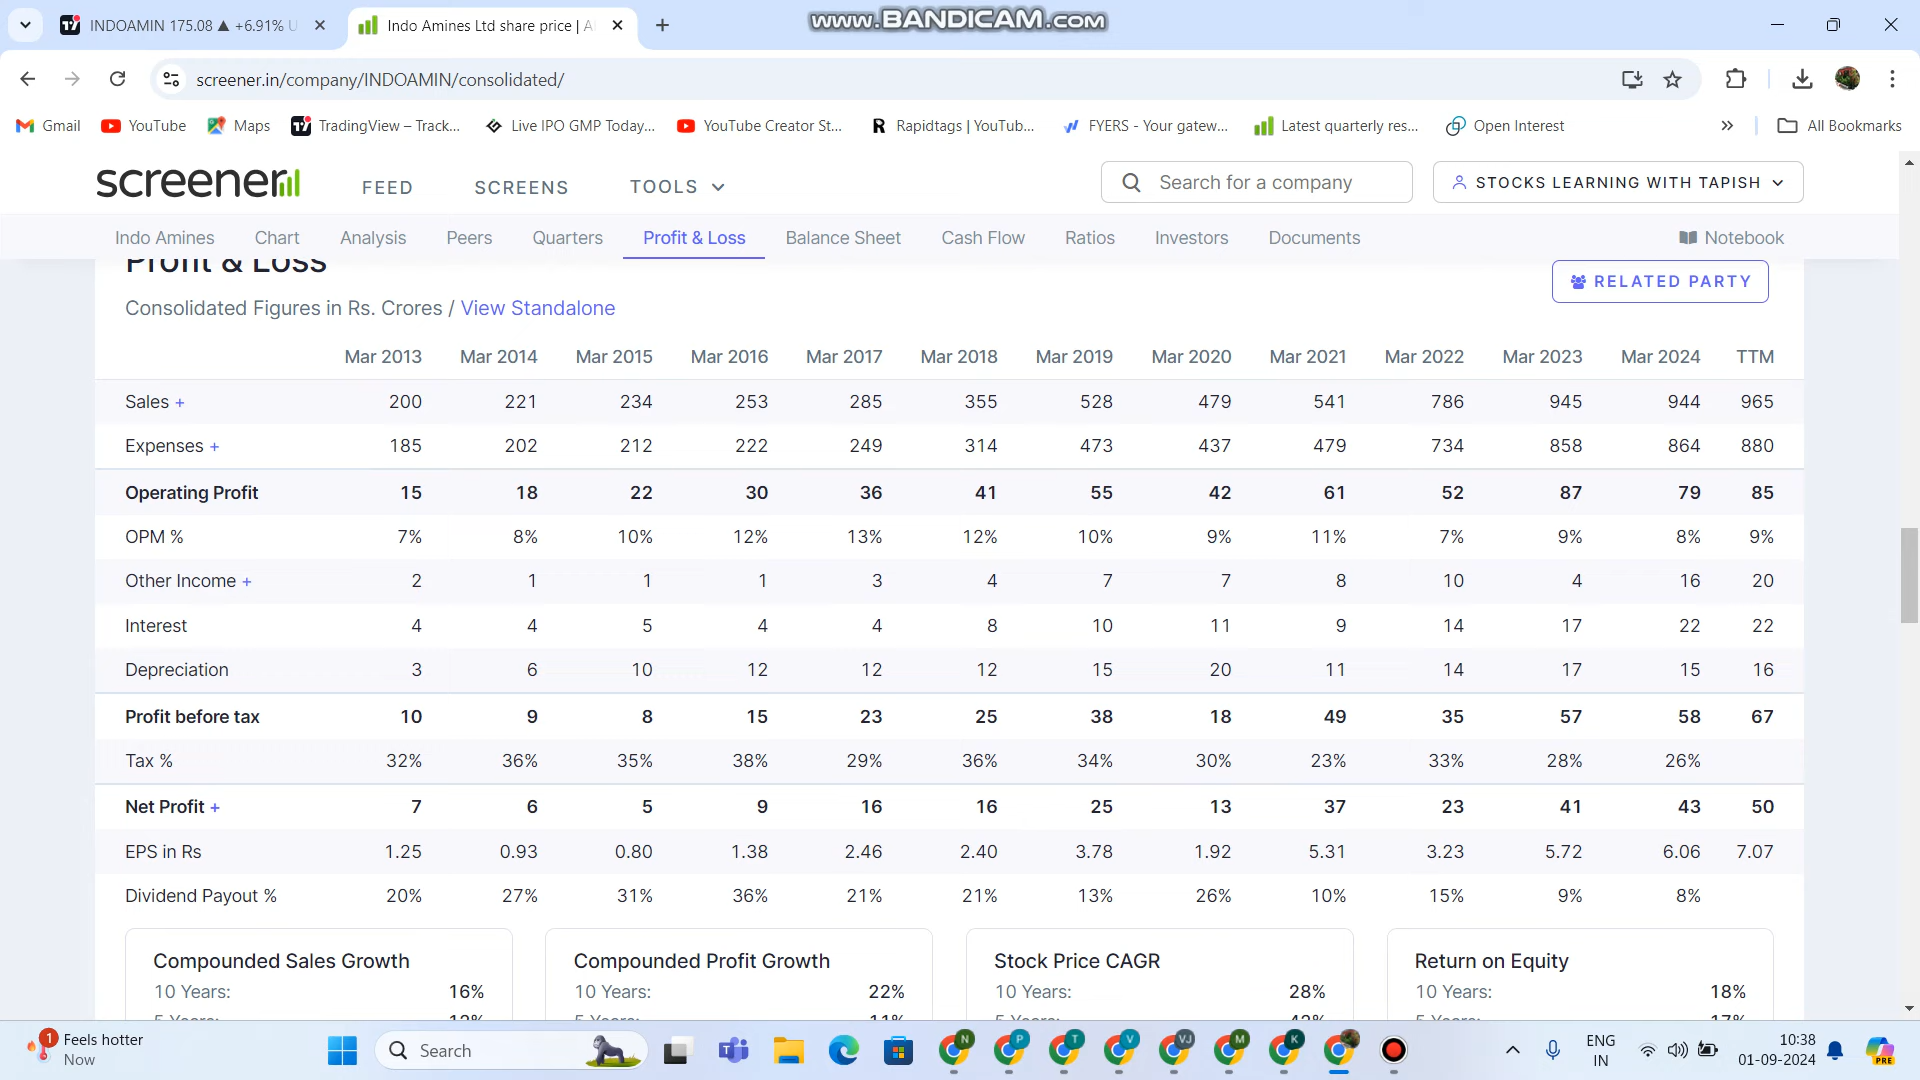 INDOAMIN 175.08 ▲ +6.91% U
Indo Amines Ltd share price | A
www.BANDICAM.com
screener.in/company/INDOAMIN/consolidated/
Gmail YouTube Maps TradingView – Track... Live IPO GMP Today... YouTube Creator St... Rapidtags | YouTub... FYERS - Your gatew... Latest quarterly res... Open Interest » All Bookmarks
screener FEED SCREENS TOOLS Search for a company STOCKS LEARNING WITH TAPISH
Indo Amines Chart Analysis Peers Quarters Profit & Loss Balance Sheet Cash Flow Ratios Investors Documents Notebook
Profit & Loss
RELATED PARTY
Consolidated Figures in Rs. Crores / View Standalone
Mar 2013 Mar 2014 Mar 2015 Mar 2016 Mar 2017 Mar 2018 Mar 2019 Mar 2020 Mar 2021 Mar 2022 Mar 2023 Mar 2024 TTM
Sales + 200 221 234 253 285 355 528 479 541 786 945 944 965
Expenses + 185 202 212 222 249 314 473 437 479 734 858 864 880
Operating Profit 15 18 22 30 36 41 55 42 61 52 87 79 85
OPM % 7% 8% 10% 12% 13% 12% 10% 9% 11% 7% 9% 8% 9%
Other Income + 2 1 1 1 3 4 7 7 8 10 4 16 20
Interest 4 4 5 4 4 8 10 11 9 14 17 22 22
Depreciation 3 6 10 12 12 12 15 20 11 14 17 15 16
Profit before tax 10 9 8 15 23 25 38 18 49 35 57 58 67
Tax % 32% 36% 35% 38% 29% 36% 34% 30% 23% 33% 28% 26%
Net Profit + 7 6 5 9 16 16 25 13 37 23 41 43 50
EPS in Rs 1.25 0.93 0.80 1.38 2.46 2.40 3.78 1.92 5.31 3.23 5.72 6.06 7.07
Dividend Payout % 20% 27% 31% 36% 21% 21% 13% 26% 10% 15% 9% 8%
Compounded Sales Growth Compounded Profit Growth Stock Price CAGR Return on Equity
10 Years: 16% 10 Years: 22% 10 Years: 28% 10 Years: 18%
5 Years: 12% 5 Years: 11% 5 Years: 42% 5 Years: 17%
1 Feels hotter
Now
Search
N P T V VJ M K
ENG
IN
10:38
01-09-2024
PRE